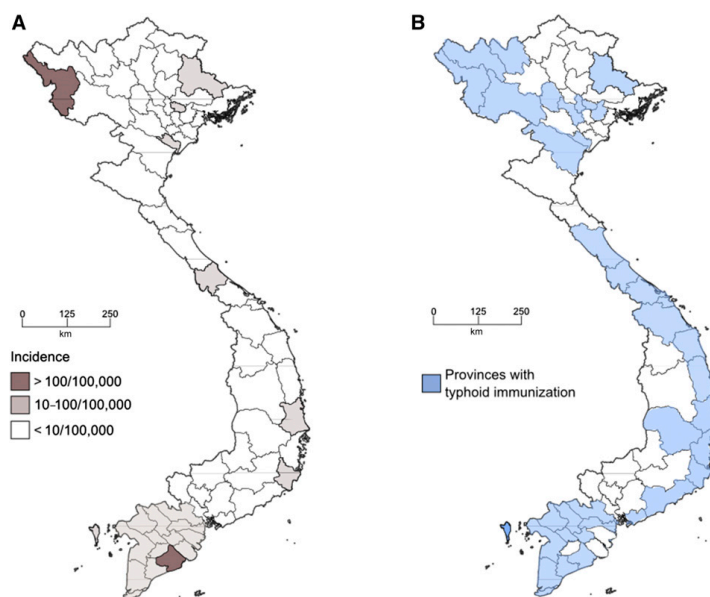 A
B
0 125 250
km
0 125 250
km
Incidence
> 100/100,000
10–100/100,000
< 10/100,000
Provinces with
typhoid immunization